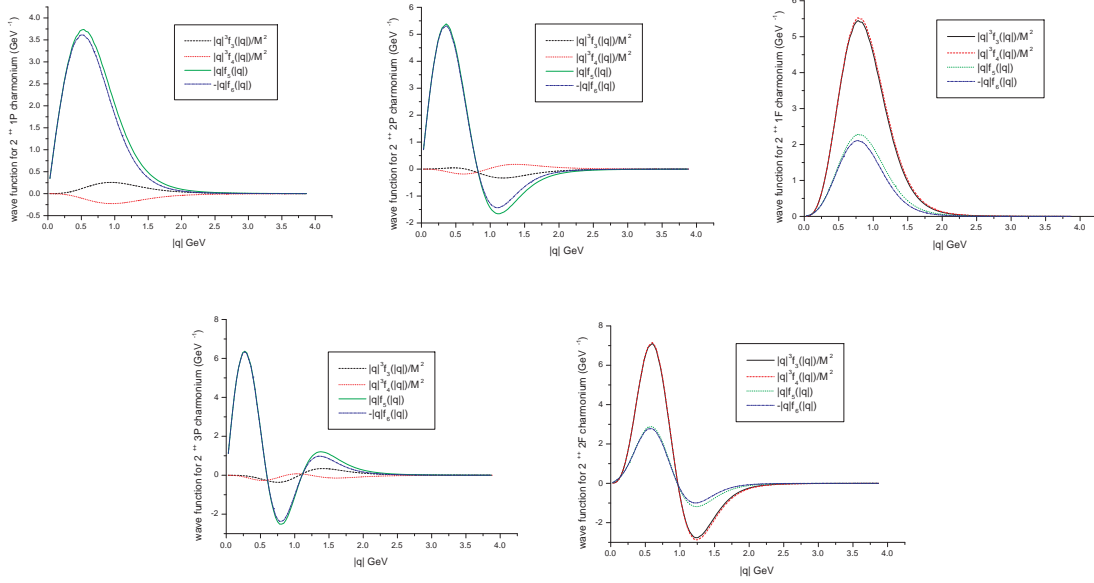 wave function for 2 ⁺⁺ 1P charmonium (GeV ⁻¹)
4.0
3.5
3.0
2.5
2.0
1.5
1.0
0.5
0.0
-0.5
|q|³f₃(|q|)/M²
|q|³f₄(|q|)/M²
|q|f₅(|q|)
-|q|f₆(|q|)
0.0 0.5 1.0 1.5 2.0 2.5 3.0 3.5 4.0
|q| GeV
wave function for 2 ⁺⁺ 2P charmonium (GeV ⁻¹)
6
5
4
3
2
1
0
-1
-2
|q|³f₃(|q|)/M²
|q|³f₄(|q|)/M²
|q|f₅(|q|)
-|q|f₆(|q|)
0.0 0.5 1.0 1.5 2.0 2.5 3.0 3.5 4.0
|q| GeV
wave function for 2 ⁺⁺ 1F charmonium (GeV ⁻¹)
6
5
4
3
2
1
0
|q|³f₃(|q|)/M²
|q|³f₄(|q|)/M²
|q|f₅(|q|)
-|q|f₆(|q|)
0.0 0.5 1.0 1.5 2.0 2.5 3.0 3.5 4.0
|q| GeV
wave function for 2 ⁺⁺ 3P charmonium (GeV ⁻¹)
8
6
4
2
0
-2
|q|³f₃(|q|)/M²
|q|³f₄(|q|)/M²
|q|f₅(|q|)
-|q|f₆(|q|)
0.0 0.5 1.0 1.5 2.0 2.5 3.0 3.5 4.0
|q| GeV
wave function for 2 ⁺⁺ 2F charmonium (GeV ⁻¹)
8
7
6
5
4
3
2
1
0
-1
-2
|q|³f₃(|q|)/M²
|q|³f₄(|q|)/M²
|q|f₅(|q|)
-|q|f₆(|q|)
0.0 0.5 1.0 1.5 2.0 2.5 3.0 3.5 4.0
|q| GeV